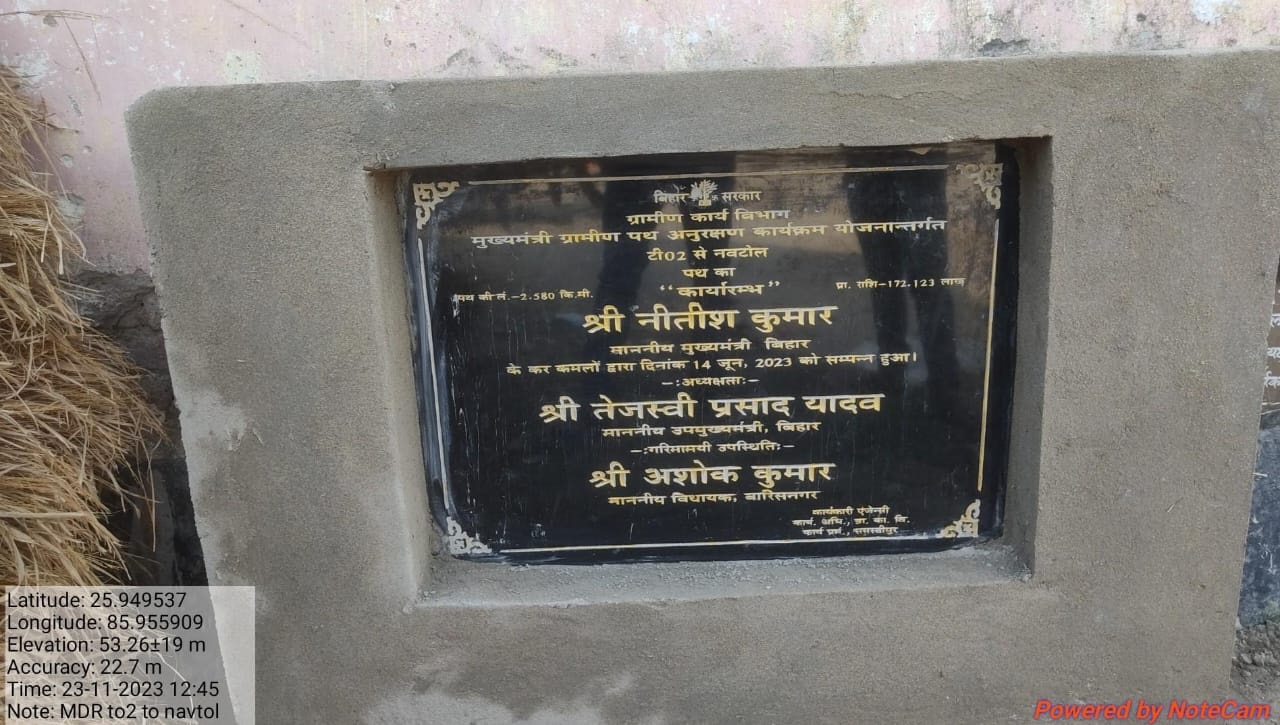 बिहार सरकार
ग्रामीण कार्य विभाग
मुख्यमंत्री ग्रामीण पथ अनुरक्षण कार्यक्रम योजनान्तर्गत
टी02 से नवटोल
पथ का
पथ की लं.-2.580 कि.मी. "कार्यारम्भ" प्रा. राशि-172.123 लाख
श्री नीतीश कुमार
माननीय मुख्यमंत्री बिहार
के कर कमलों द्वारा दिनांक 14 जून, 2023 को सम्पन्न हुआ।
-:अध्यक्षता:-
श्री तेजस्वी प्रसाद यादव
माननीय उपमुख्यमंत्री, बिहार
-:गरिमामयी उपस्थिति:-
श्री अशोक कुमार
माननीय विधायक, वारिसनगर
कार्यकारी एजेन्सी
कार्य. अभि., ग्रा. का. वि.
कार्य प्रमं., समस्तीपुर
Latitude: 25.949537
Longitude: 85.955909
Elevation: 53.26±19 m
Accuracy: 22.7 m
Time: 23-11-2023 12:45
Note: MDR to2 to navtol
Powered by NoteCam